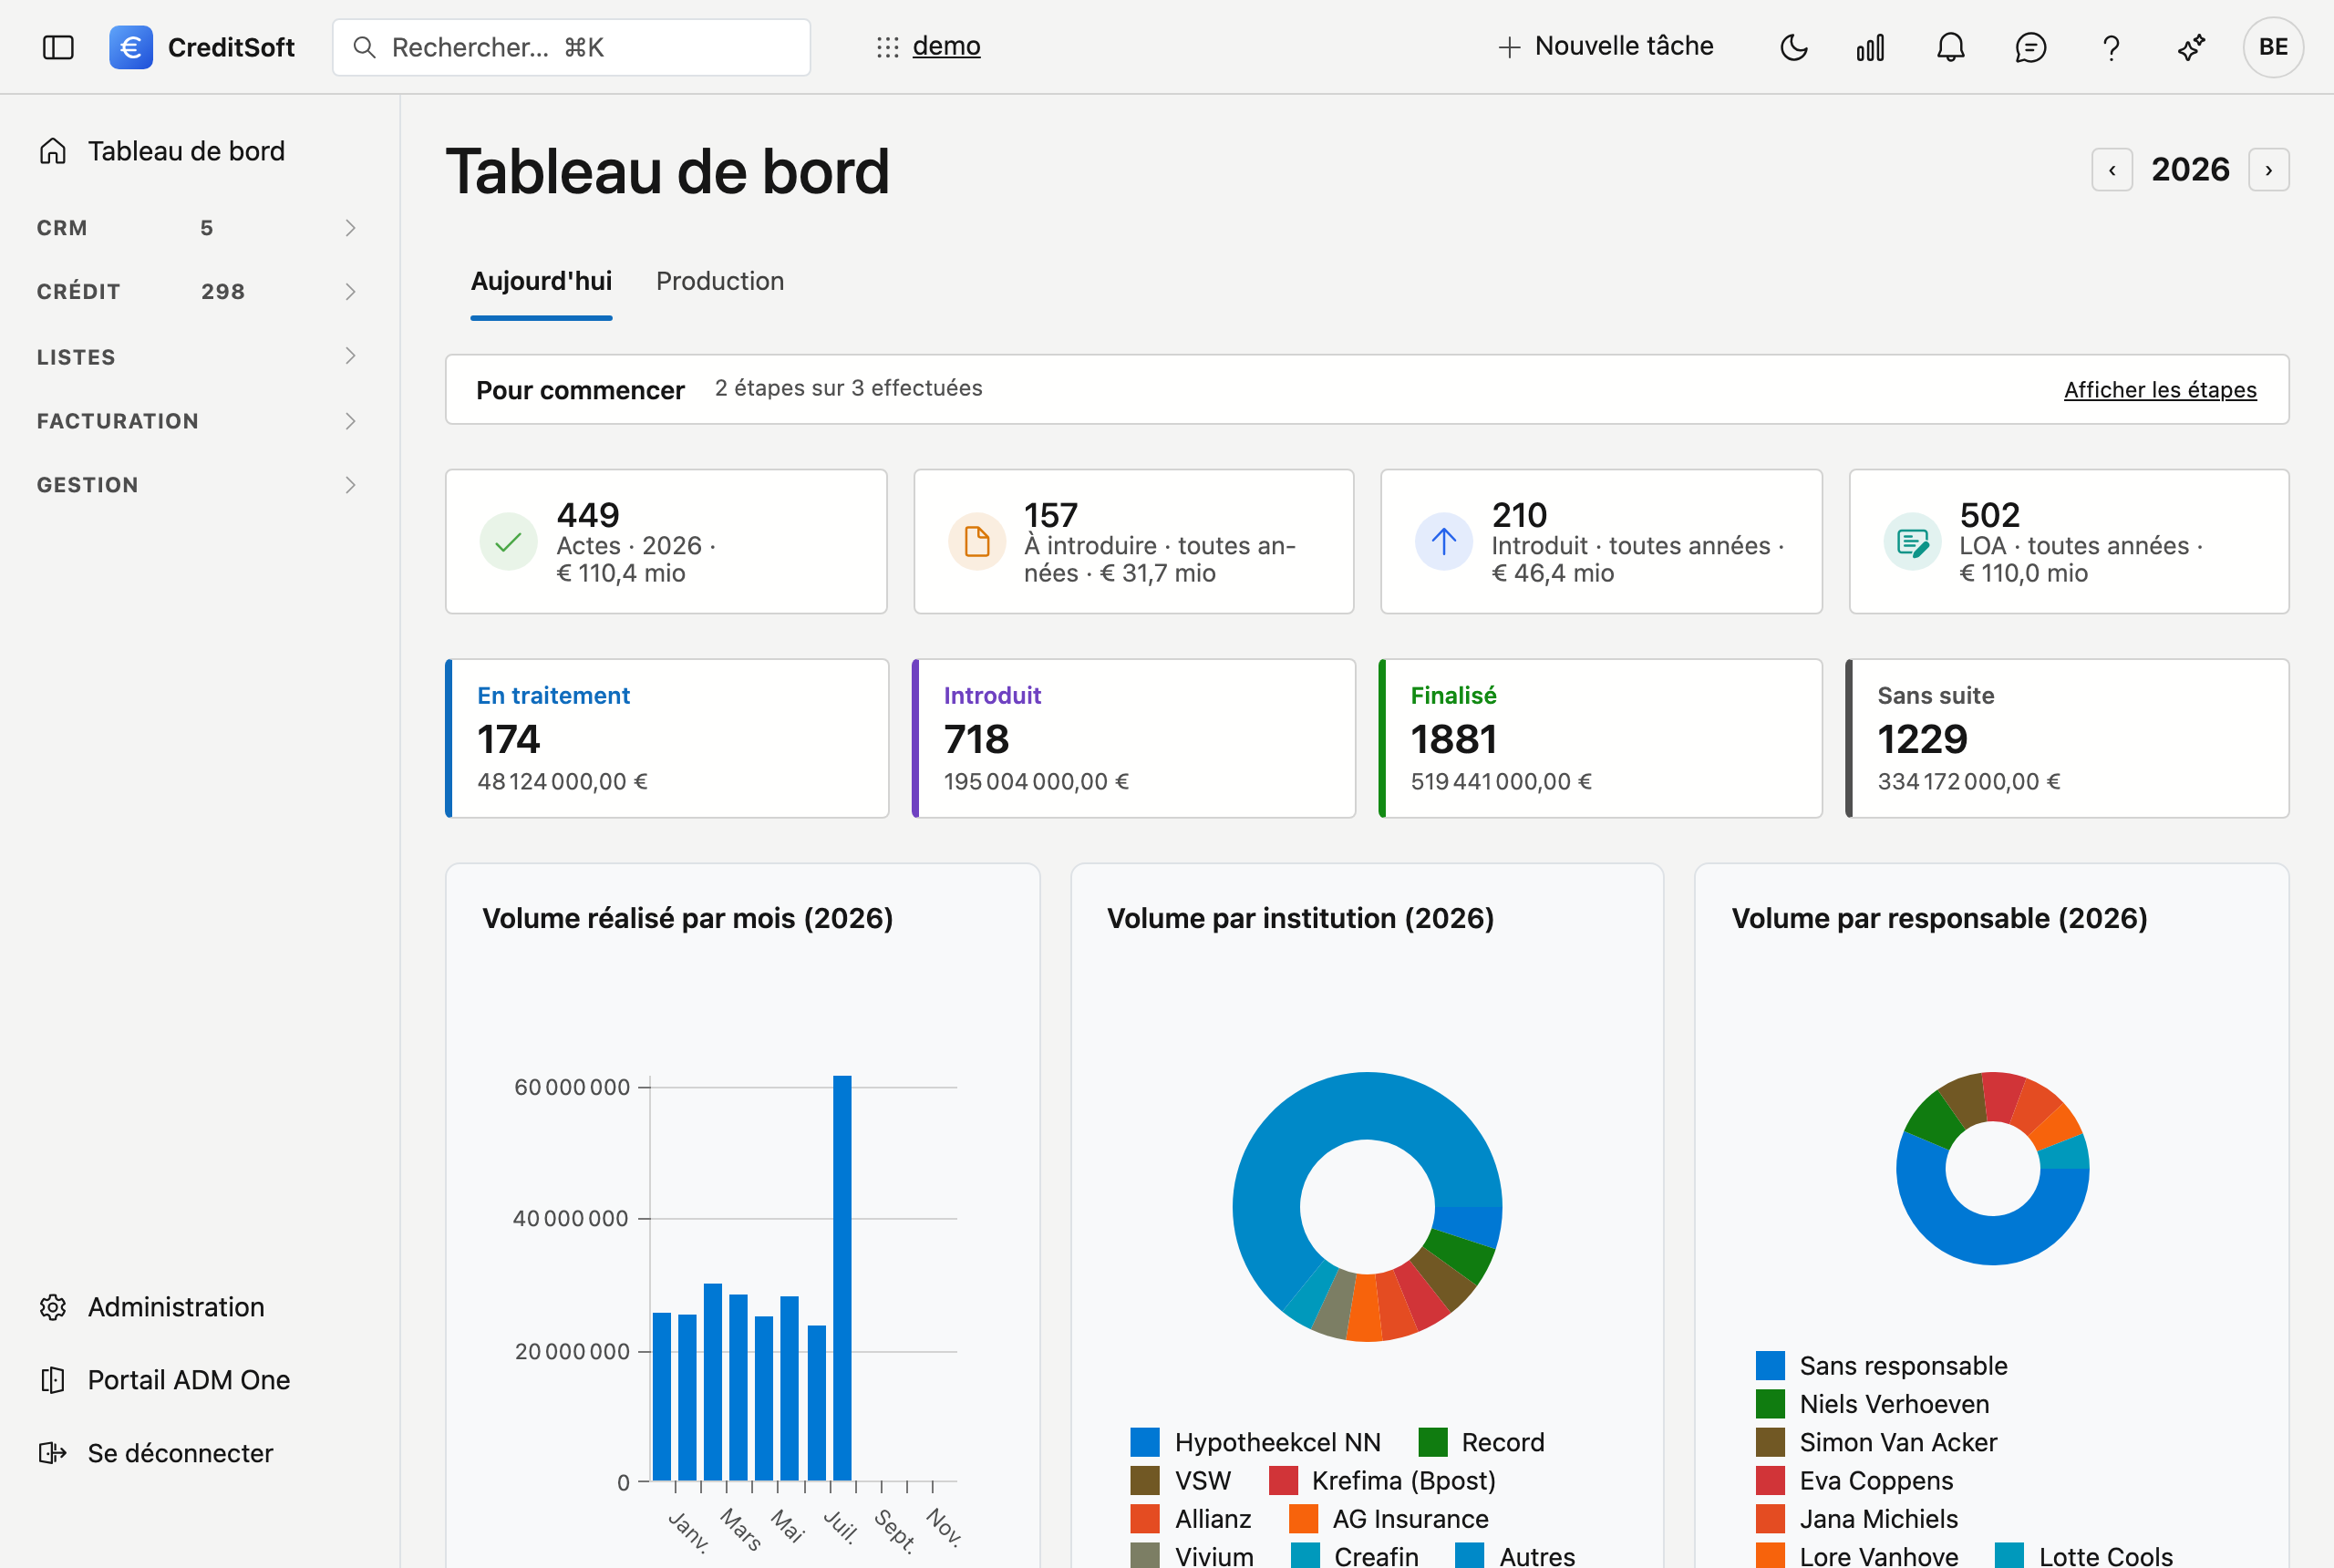 CreditSoft
Rechercher... ⌘K
demo
Nouvelle tâche
BE
Tableau de bord
CRM 5
CRÉDIT 298
LISTES
FACTURATION
GESTION
Administration
Portail ADM One
Se déconnecter
Tableau de bord
‹ 2026 ›
Aujourd'hui Production
Pour commencer 2 étapes sur 3 effectuées
Afficher les étapes
449
Actes · 2026 ·
€ 110,4 mio
157
À introduire · toutes an-
nées · € 31,7 mio
210
Introduit · toutes années ·
€ 46,4 mio
502
LOA · toutes années ·
€ 110,0 mio
En traitement
174
48 124 000,00 €
Introduit
718
195 004 000,00 €
Finalisé
1881
519 441 000,00 €
Sans suite
1229
334 172 000,00 €
Volume réalisé par mois (2026)
60 000 000
40 000 000
20 000 000
0
Janv. Mars Mai Juil. Sept. Nov.
Volume par institution (2026)
Hypotheekcel NN Record
VSW Krefima (Bpost)
Allianz AG Insurance
Vivium Creafin Autres
Volume par responsable (2026)
Sans responsable
Niels Verhoeven
Simon Van Acker
Eva Coppens
Jana Michiels
Lore Vanhove Lotte Cools